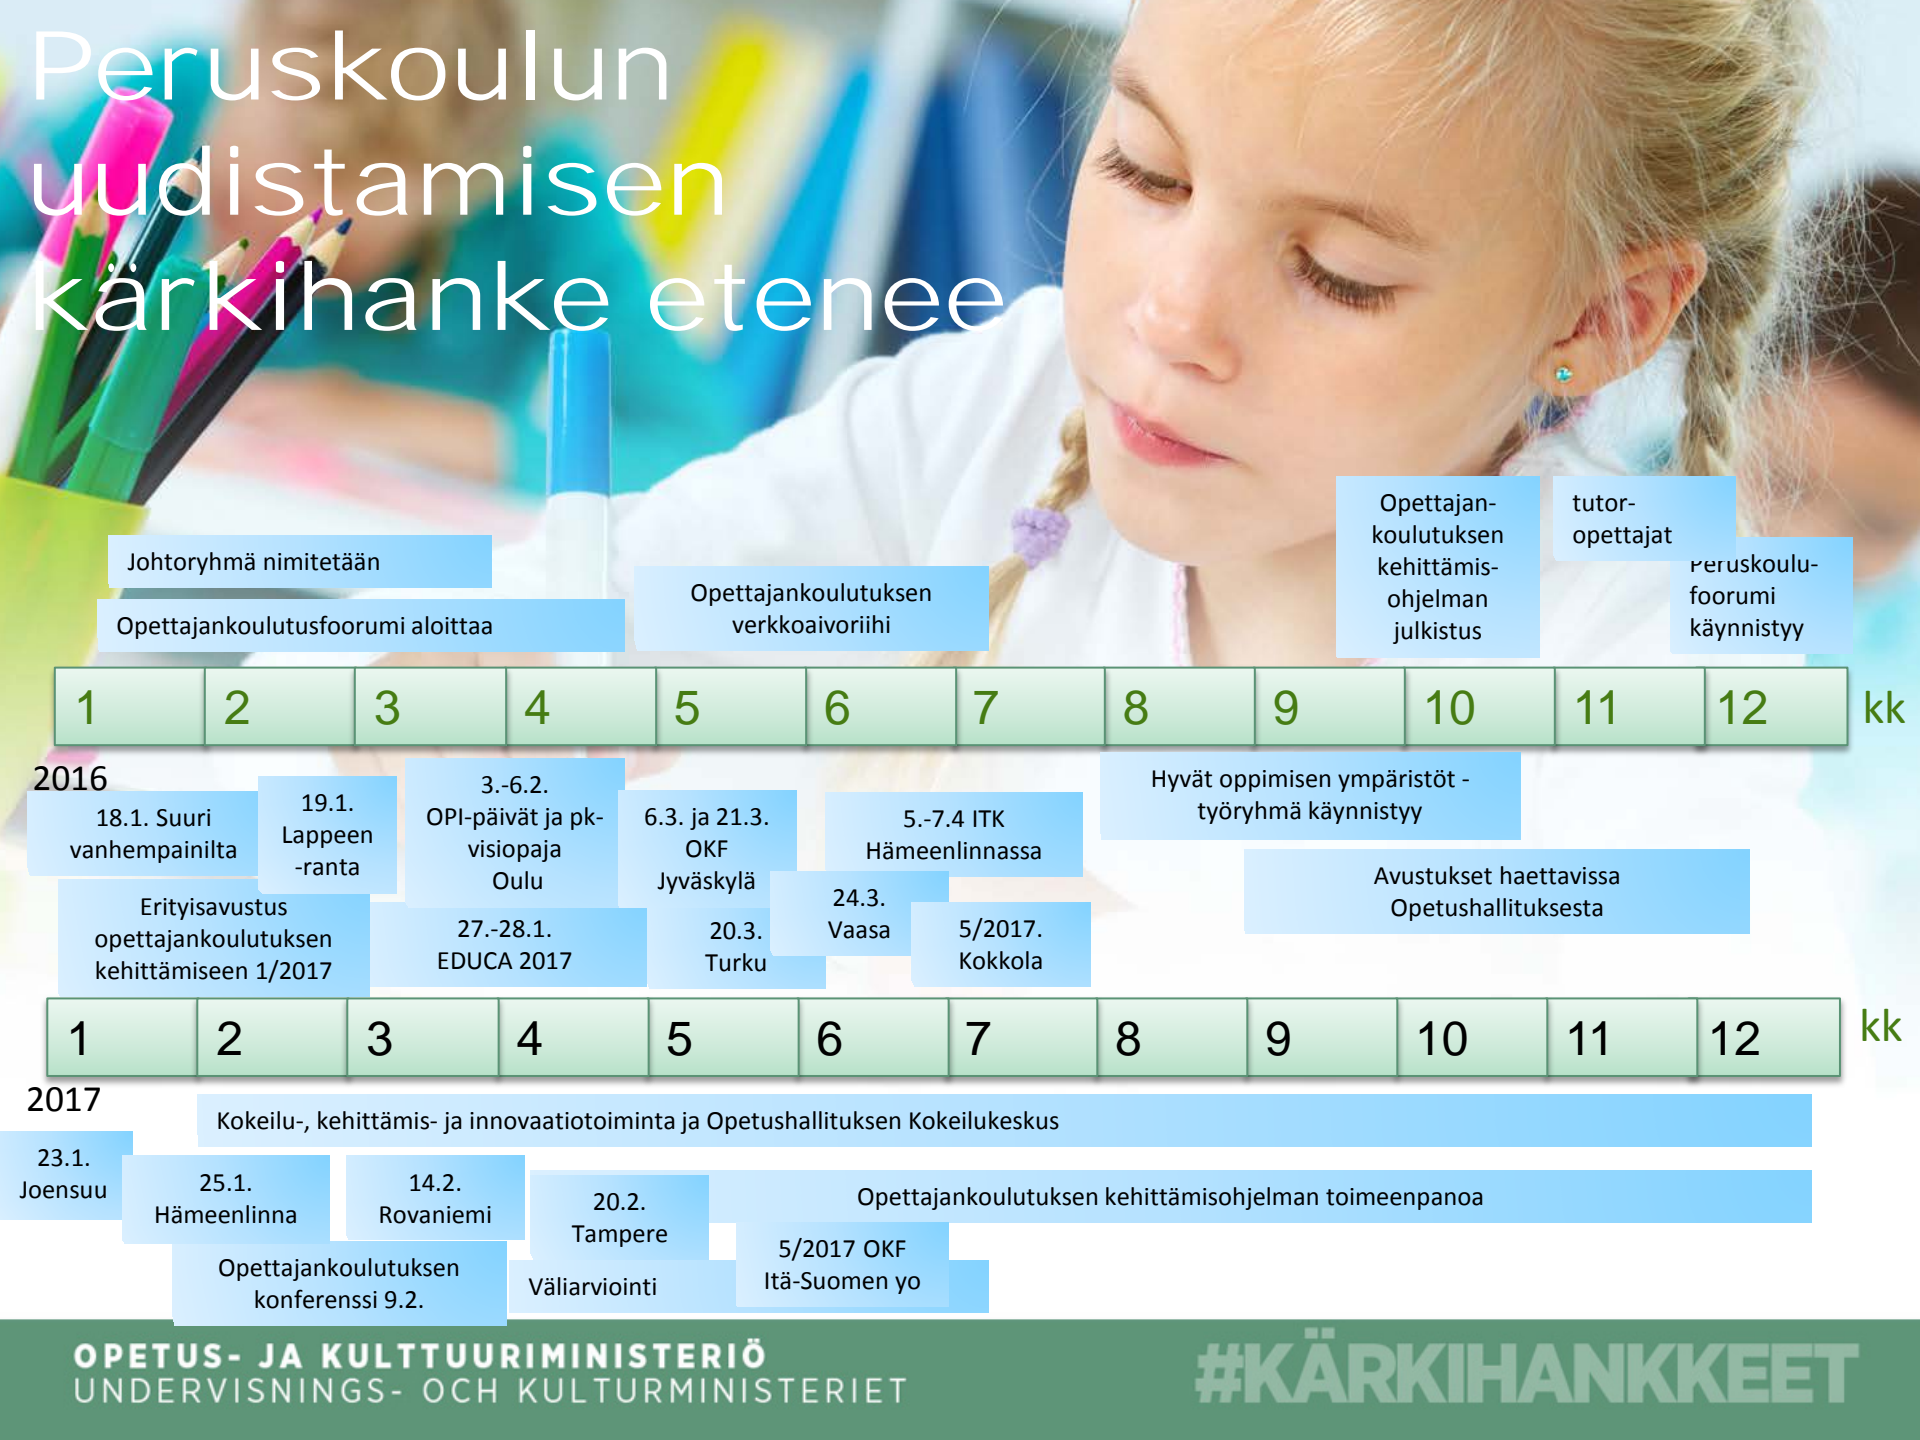 Peruskoulun
uudistamisen
kärkihanke etenee
Opettajan-
koulutuksen
kehittämis-
ohjelman
julkistus
tutor-
opettajat
Peruskoulu-
foorumi
käynnistyy
Johtoryhmä nimitetään
Opettajankoulutusfoorumi aloittaa
Opettajankoulutuksen
verkkoaivoriihi
1 2 3 4 5 6 7 8 9 10 11 12 kk
2016
18.1. Suuri
vanhempainilta
19.1.
Lappeen
-ranta
3.-6.2.
OPI-päivät ja pk-
visiopaja
Oulu
6.3. ja 21.3.
OKF
Jyväskylä
5.-7.4 ITK
Hämeenlinnassa
Hyvät oppimisen ympäristöt -
työryhmä käynnistyy
Avustukset haettavissa
Opetushallituksesta
Erityisavustus
opettajankoulutuksen
kehittämiseen 1/2017
27.-28.1.
EDUCA 2017
20.3.
Turku
24.3.
Vaasa
5/2017.
Kokkola
1 2 3 4 5 6 7 8 9 10 11 12 kk
2017
Kokeilu-, kehittämis- ja innovaatiotoiminta ja Opetushallituksen Kokeilukeskus
23.1.
Joensuu
25.1.
Hämeenlinna
14.2.
Rovaniemi
20.2.
Tampere
Opettajankoulutuksen kehittämisohjelman toimeenpanoa
Opettajankoulutuksen
konferenssi 9.2.
Väliarviointi
5/2017 OKF
Itä-Suomen yo
OPETUS- JA KULTTUURIMINISTERIÖ
UNDERVISNINGS- OCH KULTURMINISTERIET
#KÄRKIHANKKEET